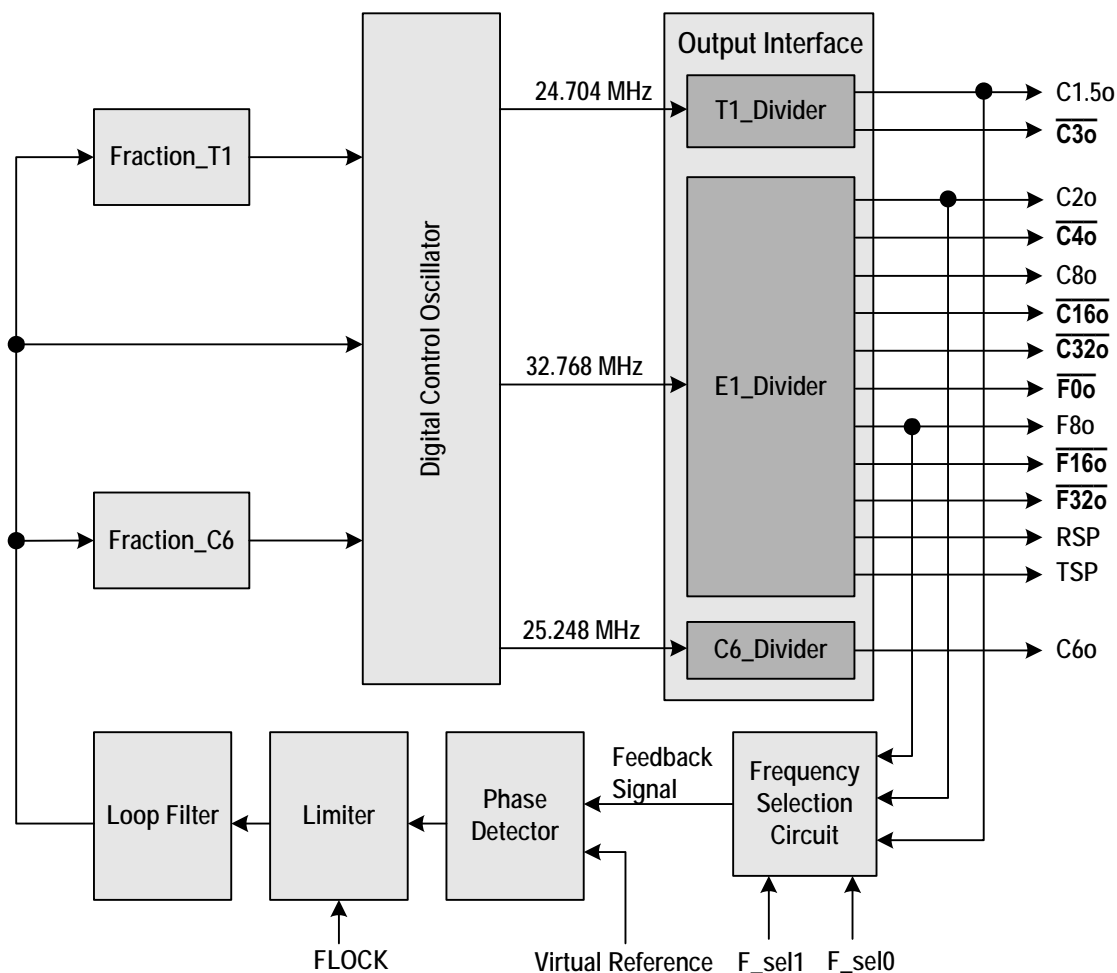 Output Interface
24.704 MHz
T1_Divider
C1.5o
C3o
Fraction_T1
C2o
C4o
C8o
C16o
C32o
Digital Control Oscillator
32.768 MHz
E1_Divider
F0o
F8o
F16o
F32o
Fraction_C6
RSP
TSP
25.248 MHz
C6_Divider
C6o
Loop Filter
Limiter
Phase
Detector
Feedback
Signal
Frequency
Selection
Circuit
FLOCK
Virtual Reference
F_sel1
F_sel0